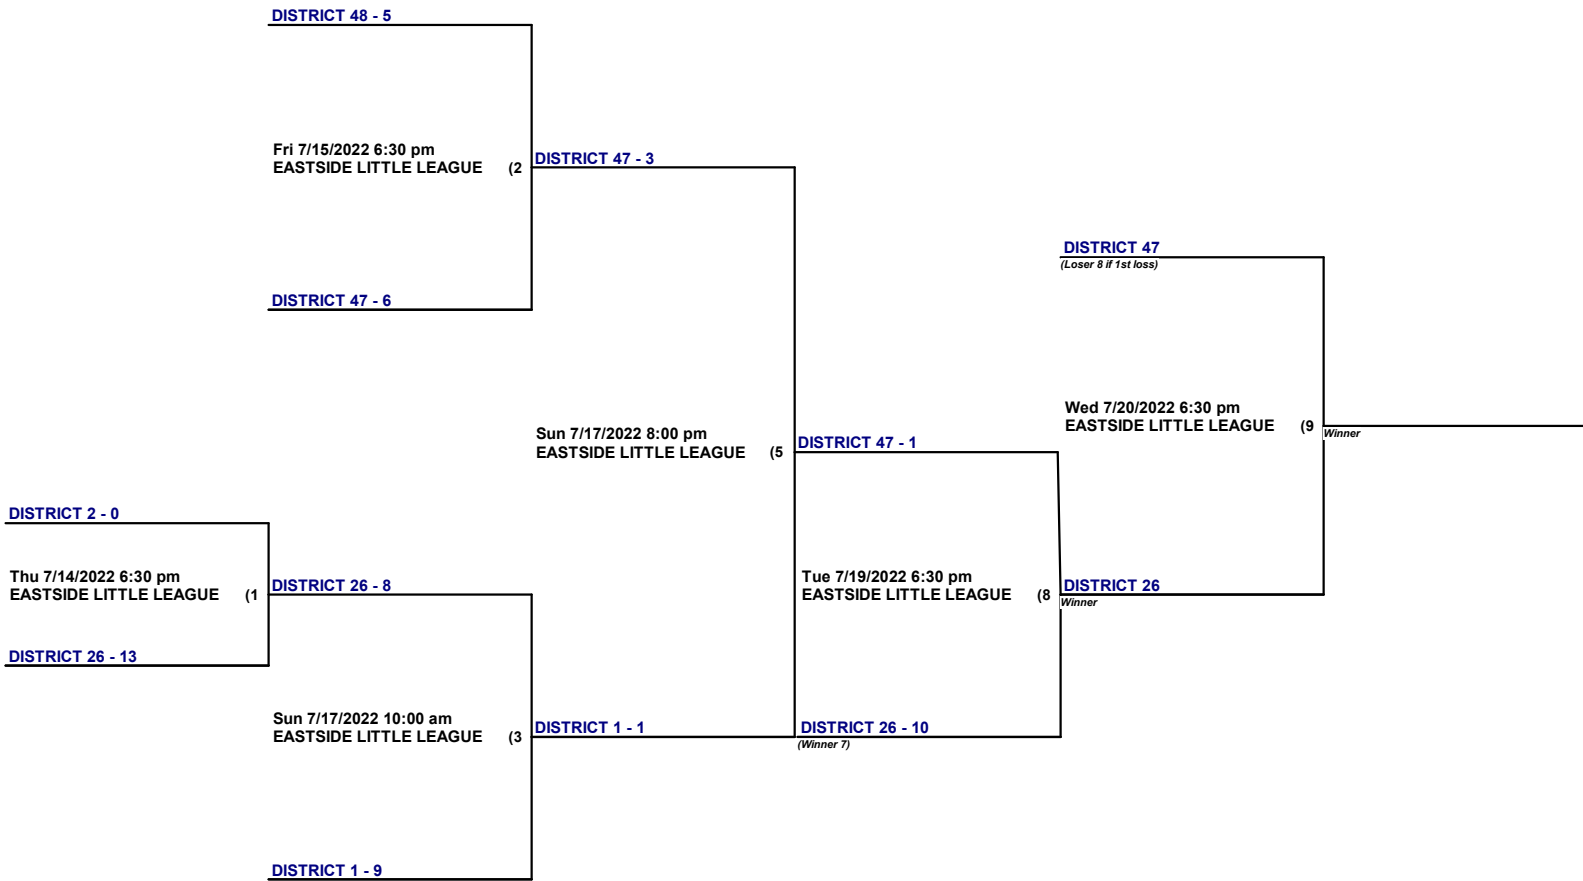 DISTRICT 48 - 5
Fri 7/15/2022 6:30 pm
EASTSIDE LITTLE LEAGUE (2
DISTRICT 47 - 3
DISTRICT 47 - 6
DISTRICT 47
(Loser 8 if 1st loss)
Wed 7/20/2022 6:30 pm
EASTSIDE LITTLE LEAGUE (9
Winner
Sun 7/17/2022 8:00 pm
EASTSIDE LITTLE LEAGUE (5
DISTRICT 47 - 1
DISTRICT 2 - 0
Thu 7/14/2022 6:30 pm
EASTSIDE LITTLE LEAGUE (1
DISTRICT 26 - 8
Tue 7/19/2022 6:30 pm
EASTSIDE LITTLE LEAGUE (8
DISTRICT 26
Winner
DISTRICT 26 - 13
Sun 7/17/2022 10:00 am
EASTSIDE LITTLE LEAGUE (3
DISTRICT 1 - 1
DISTRICT 26 - 10
(Winner 7)
DISTRICT 1 - 9